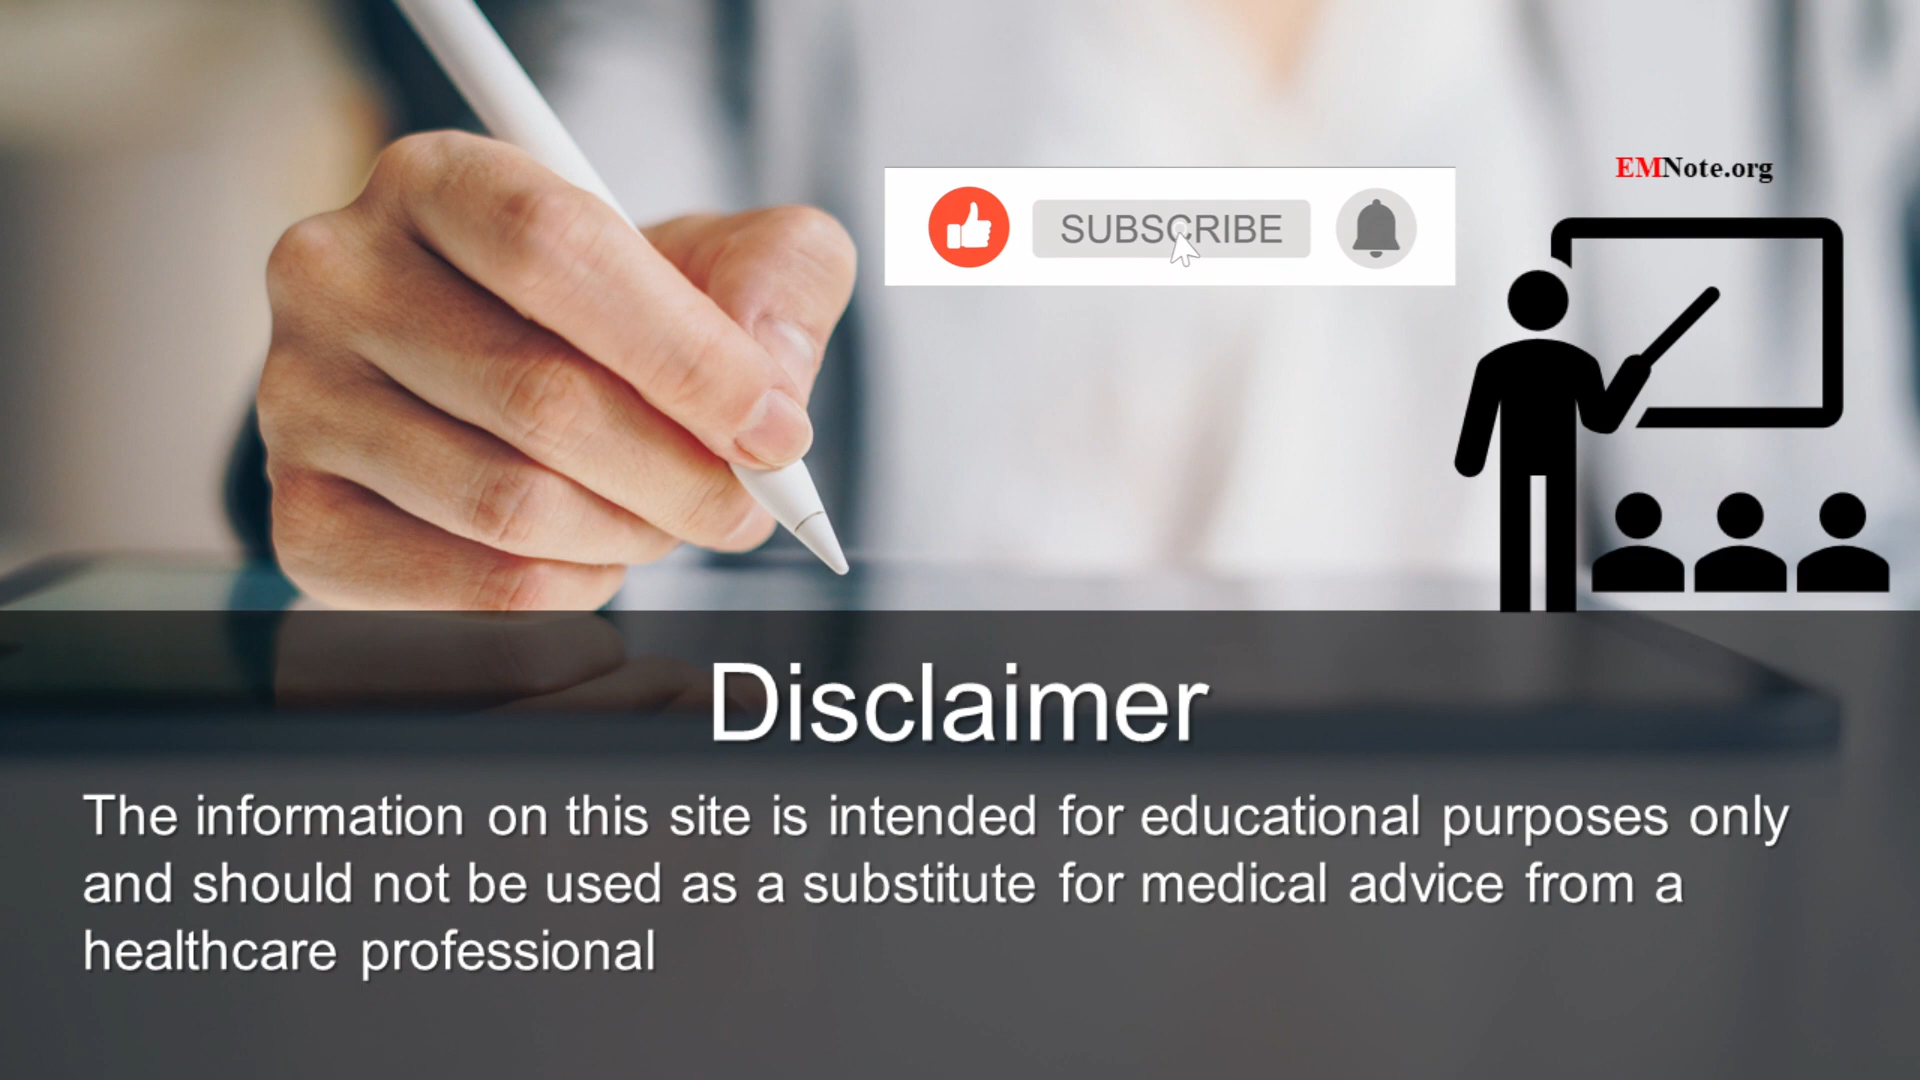 EMNote.org
SUBSCRIBE
Disclaimer
The information on this site is intended for educational purposes only
and should not be used as a substitute for medical advice from a
healthcare professional